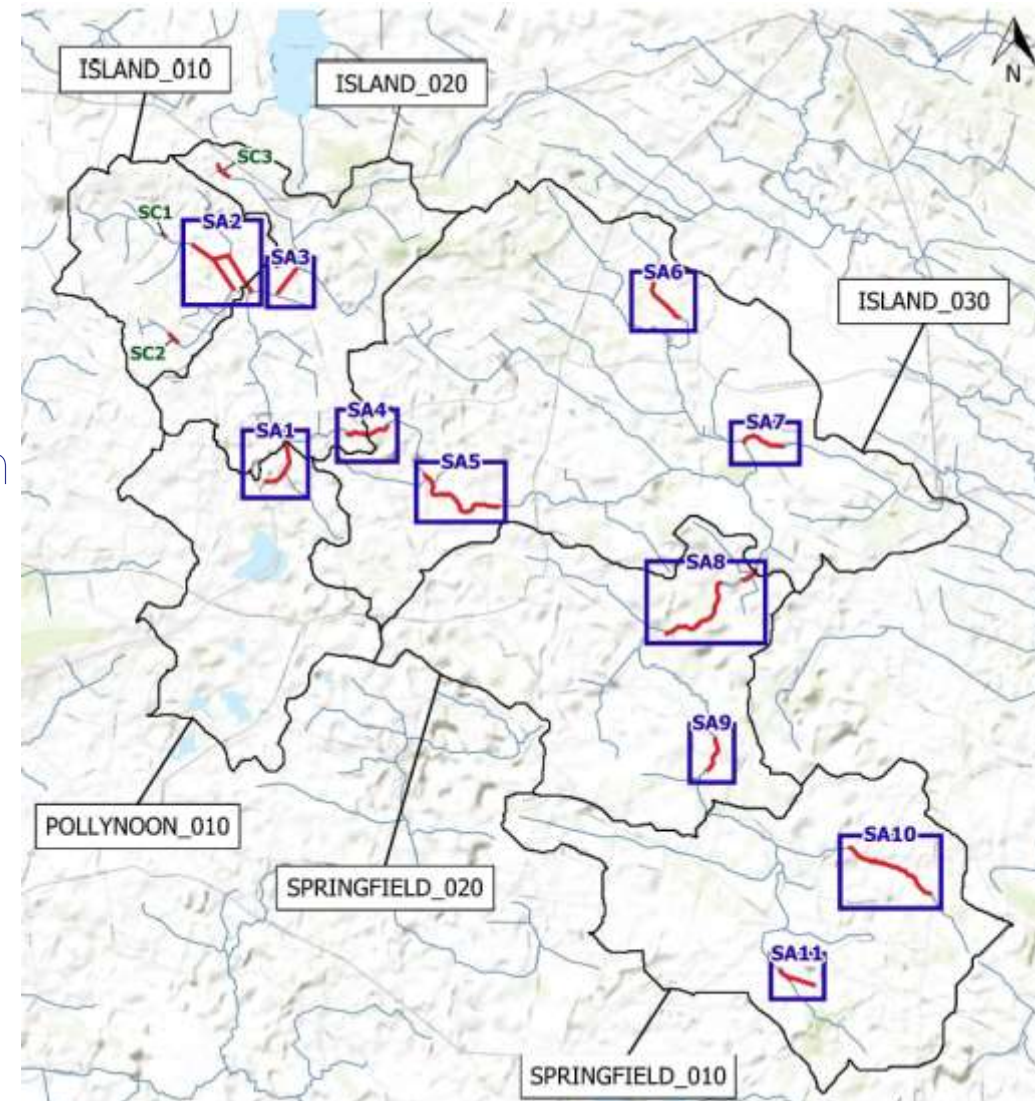 ISLAND_010
ISLAND_020
N
SC3
SC1
SA2
SA3
SA6
ISLAND_030
SC2
SA4
SA7
SA1
SA5
SA8
SA9
POLLYNOON_010
SA10
SPRINGFIELD_020
SA11
SPRINGFIELD_010